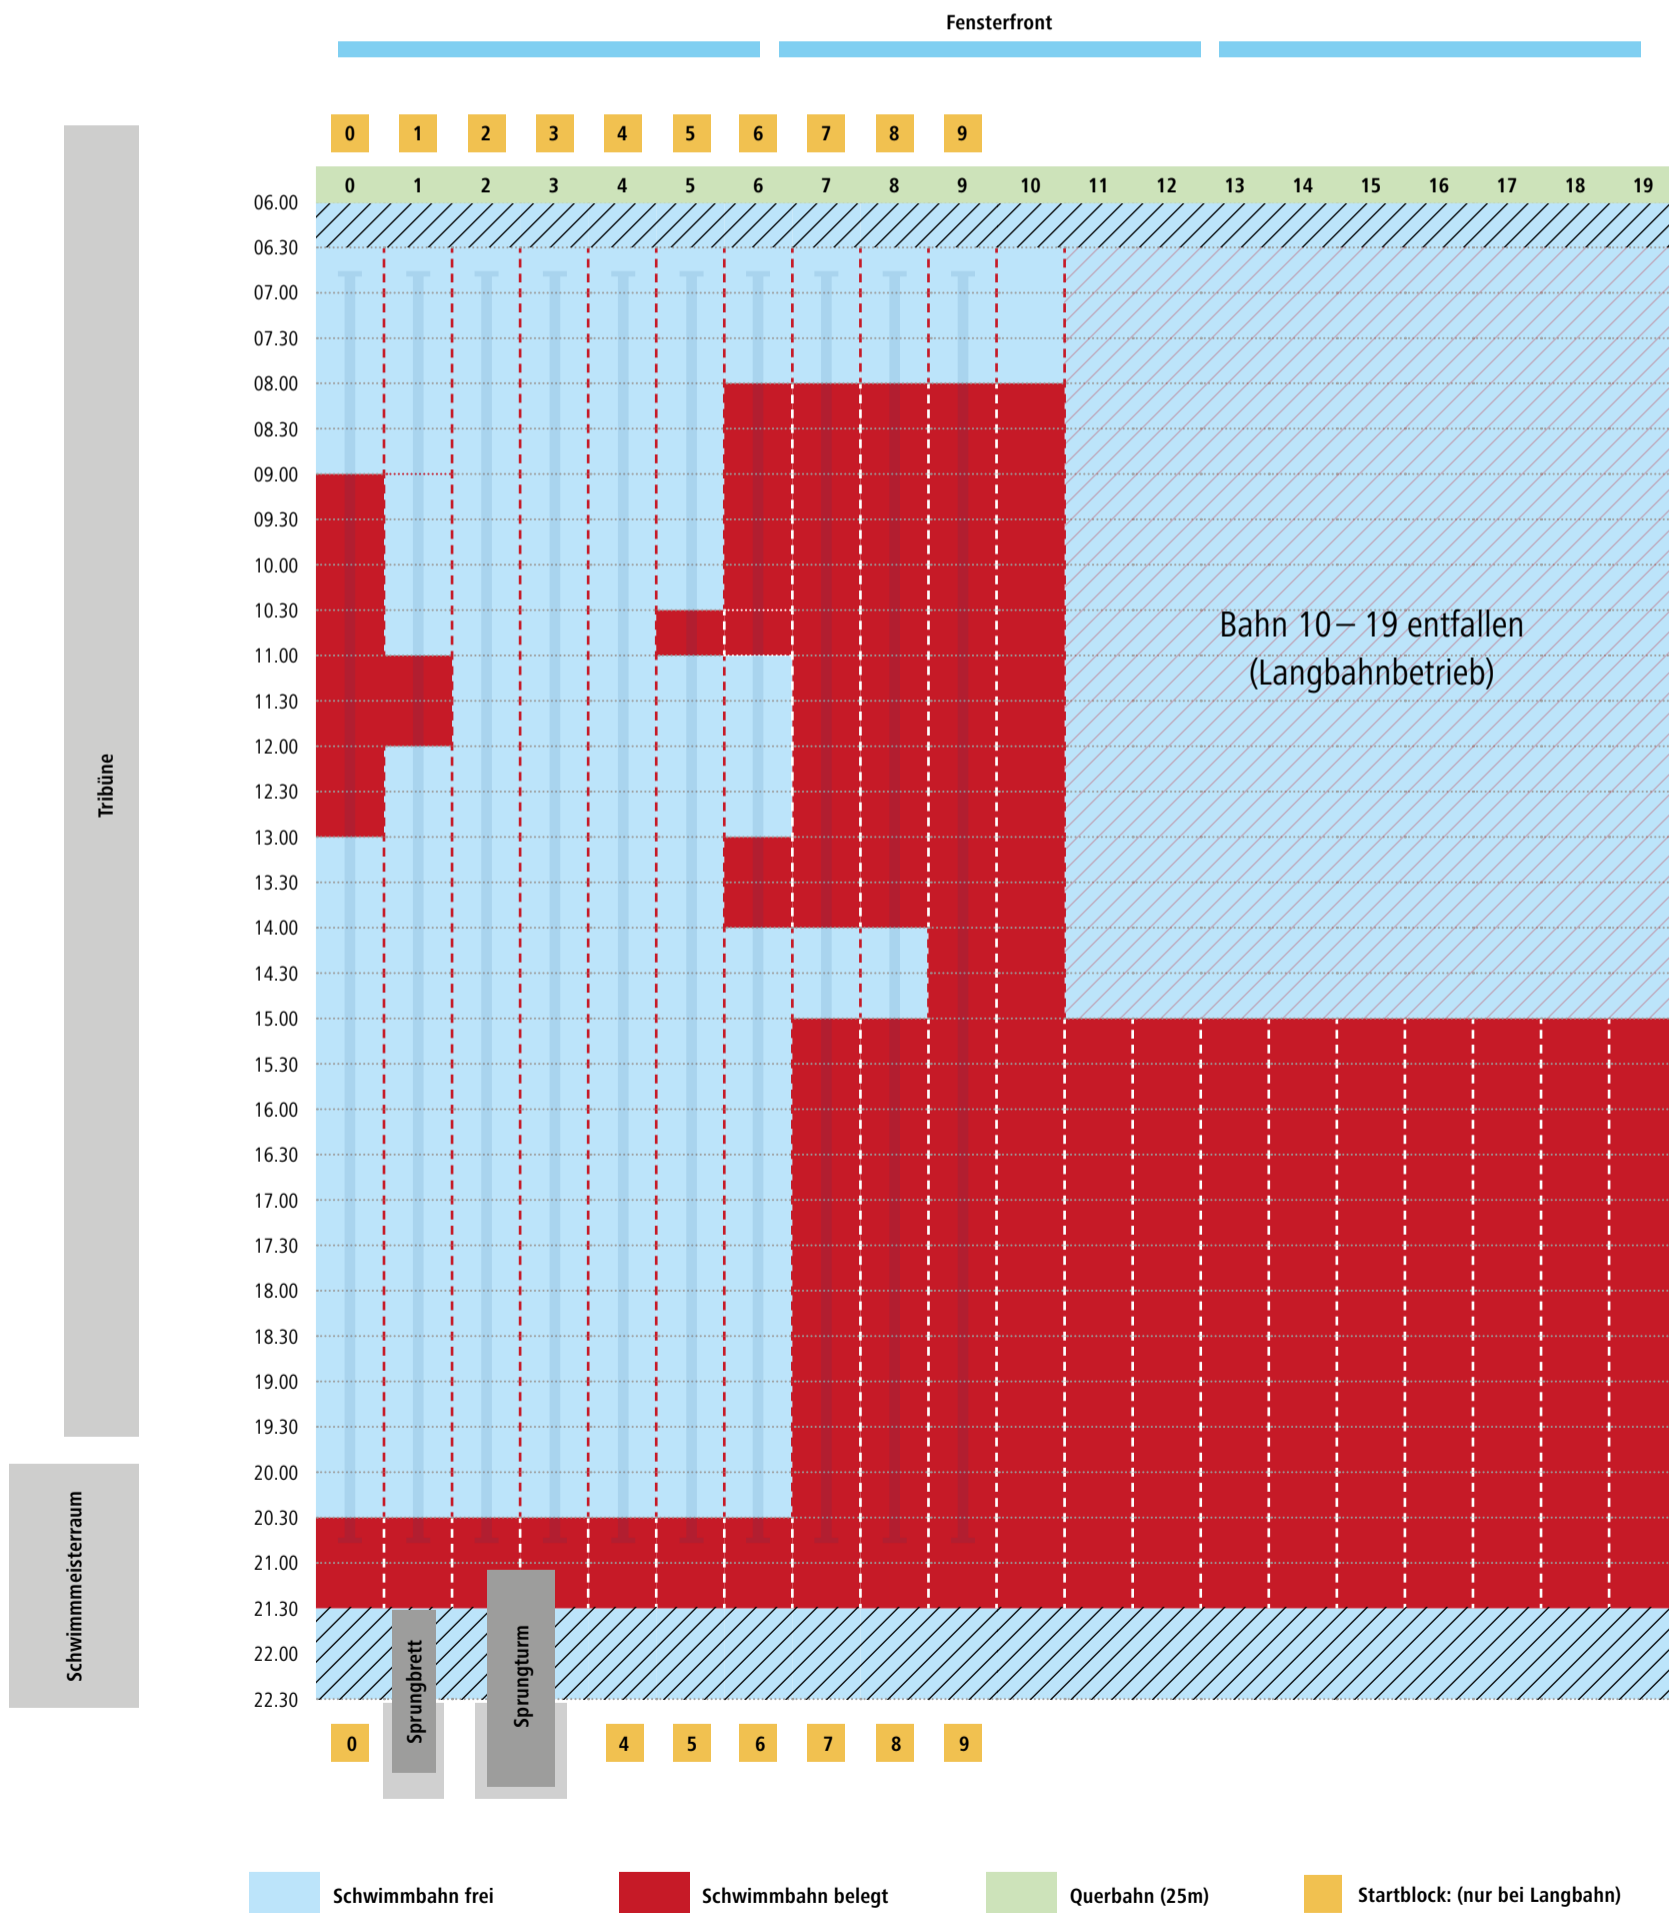 Fensterfront
0 1 2 3 4 5 6 7 8 9
0 1 2 3 4 5 6 7 8 9 10 11 12 13 14 15 16 17 18 19
06.00
06.30
07.00
07.30
08.00
08.30
09.00
09.30
10.00
10.30
11.00
11.30
12.00
12.30
13.00
13.30
14.00
14.30
15.00
15.30
16.00
16.30
17.00
17.30
18.00
18.30
19.00
19.30
20.00
20.30
21.00
21.30
22.00
22.30
Bahn 10 – 19 entfallen
(Langbahnbetrieb)
Tribüne
Schwimmmeisterraum
Sprungbrett
Sprungturm
0 4 5 6 7 8 9
Schwimmbahn frei
Schwimmbahn belegt
Querbahn (25m)
Startblock: (nur bei Langbahn)